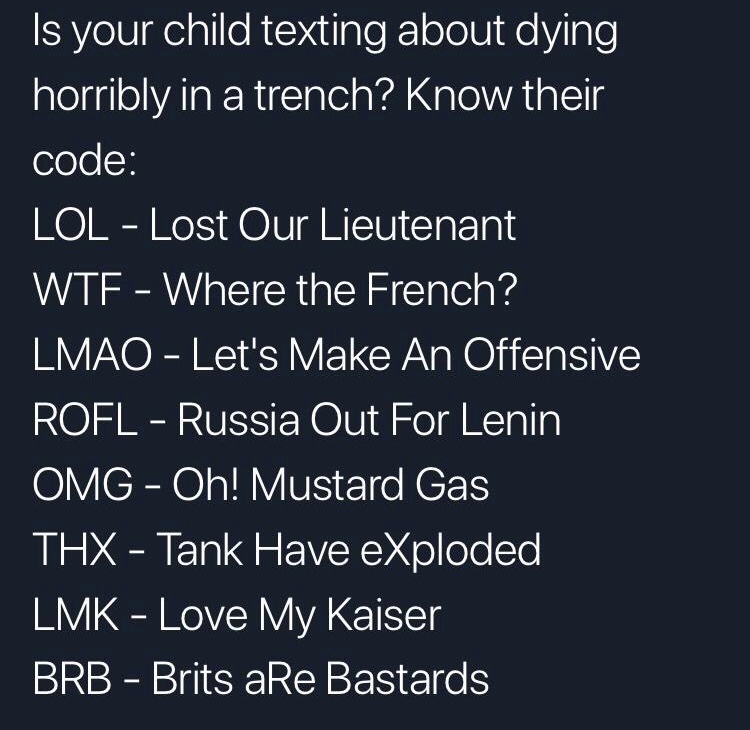 Is your child texting about dying
horribly in a trench? Know their
code:
LOL - Lost Our Lieutenant
WTF - Where the French?
LMAO - Let's Make An Offensive
ROFL - Russia Out For Lenin
OMG - Oh! Mustard Gas
THX - Tank Have eXploded
LMK - Love My Kaiser
BRB - Brits aRe Bastards